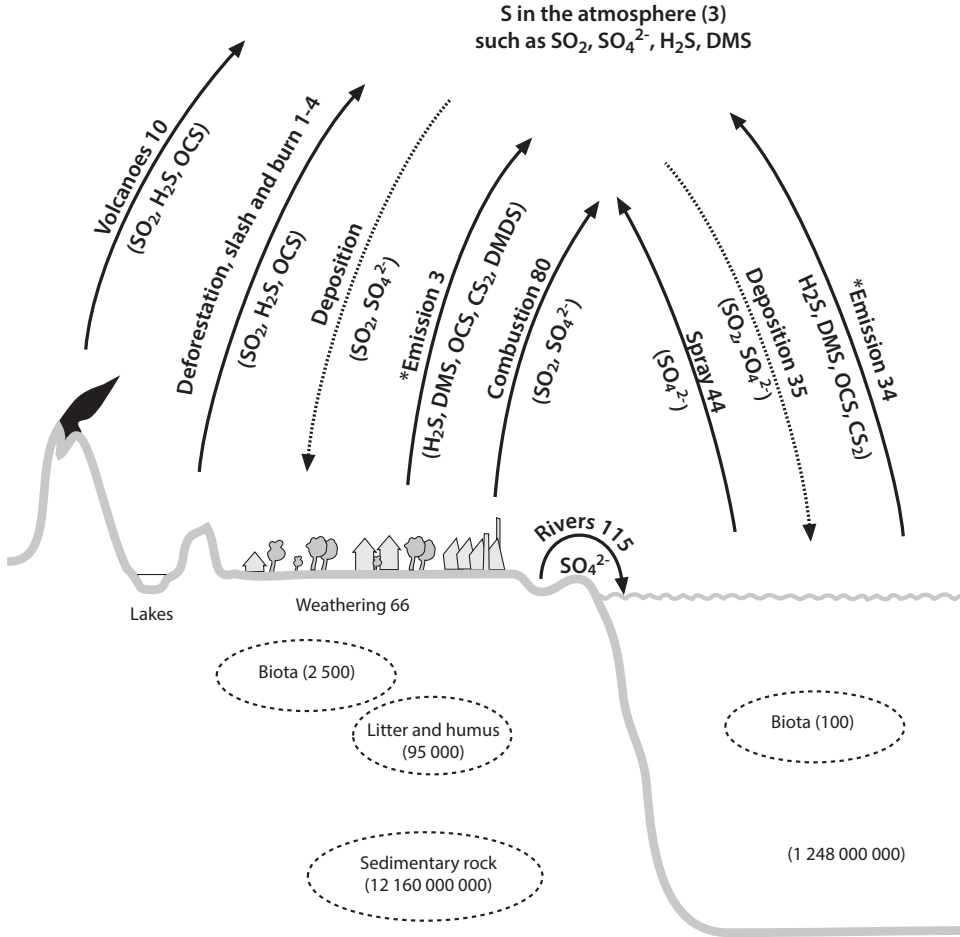 S in the atmosphere (3)
such as SO₂, SO₄²⁻, H₂S, DMS
Volcanoes 10
(SO₂, H₂S, OCS)
Deforestation, slash and burn 1-4
(SO₂, H₂S, OCS)
Deposition
(SO₂, SO₄²⁻)
*Emission 3
(H₂S, DMS, OCS, CS₂, DMDS)
Combustion 80
(SO₂, SO₄²⁻)
Spray 44
(SO₄²⁻)
Deposition 35
(SO₂, SO₄²⁻)
*Emission 34
H₂S, DMS, OCS, CS₂)
Rivers 115
SO₄²⁻
Lakes
Weathering 66
Biota (2 500)
Litter and humus
(95 000)
Biota (100)
Sedimentary rock
(12 160 000 000)
(1 248 000 000)